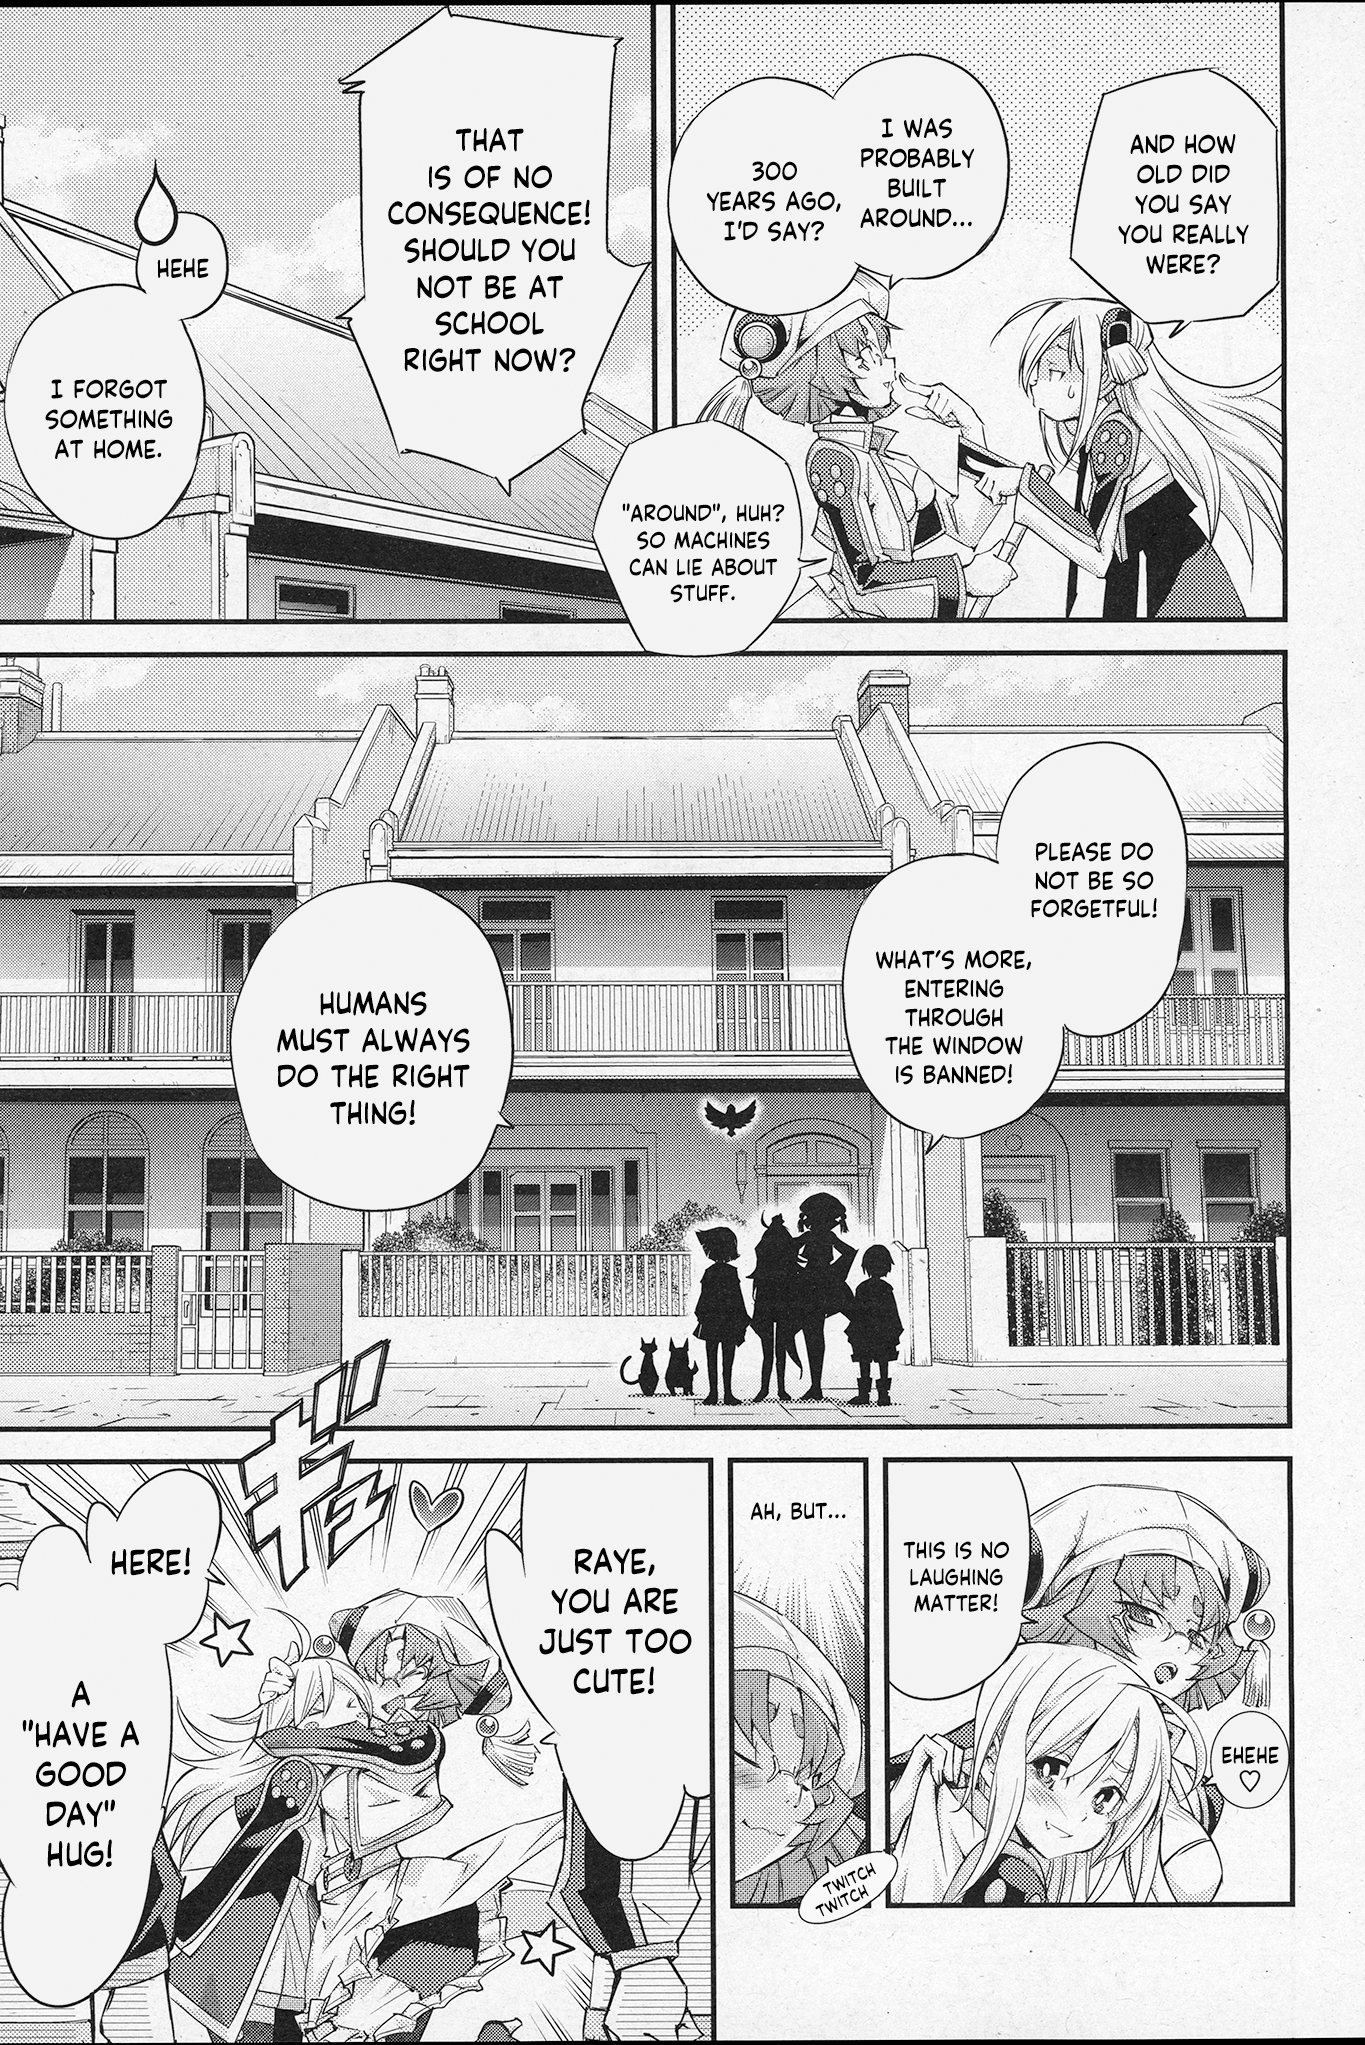 AND HOW
OLD DID
YOU SAY
YOU REALLY
WERE?
I WAS
PROBABLY
BUILT
AROUND...
300
YEARS AGO,
I'D SAY?
"AROUND", HUH?
SO MACHINES
CAN LIE ABOUT
STUFF.
THAT
IS OF NO
CONSEQUENCE!
SHOULD YOU
NOT BE AT
SCHOOL
RIGHT NOW?
HEHE
I FORGOT
SOMETHING
AT HOME.
PLEASE DO
NOT BE SO
FORGETFUL!
WHAT'S MORE,
ENTERING
THROUGH
THE WINDOW
IS BANNED!
HUMANS
MUST ALWAYS
DO THE RIGHT
THING!
THIS IS NO
LAUGHING
MATTER!
EHEHE
♡
AH, BUT...
TWITCH
TWITCH
RAYE,
YOU ARE
JUST TOO
CUTE!
ギュ
HERE!
A
"HAVE A
GOOD
DAY"
HUG!